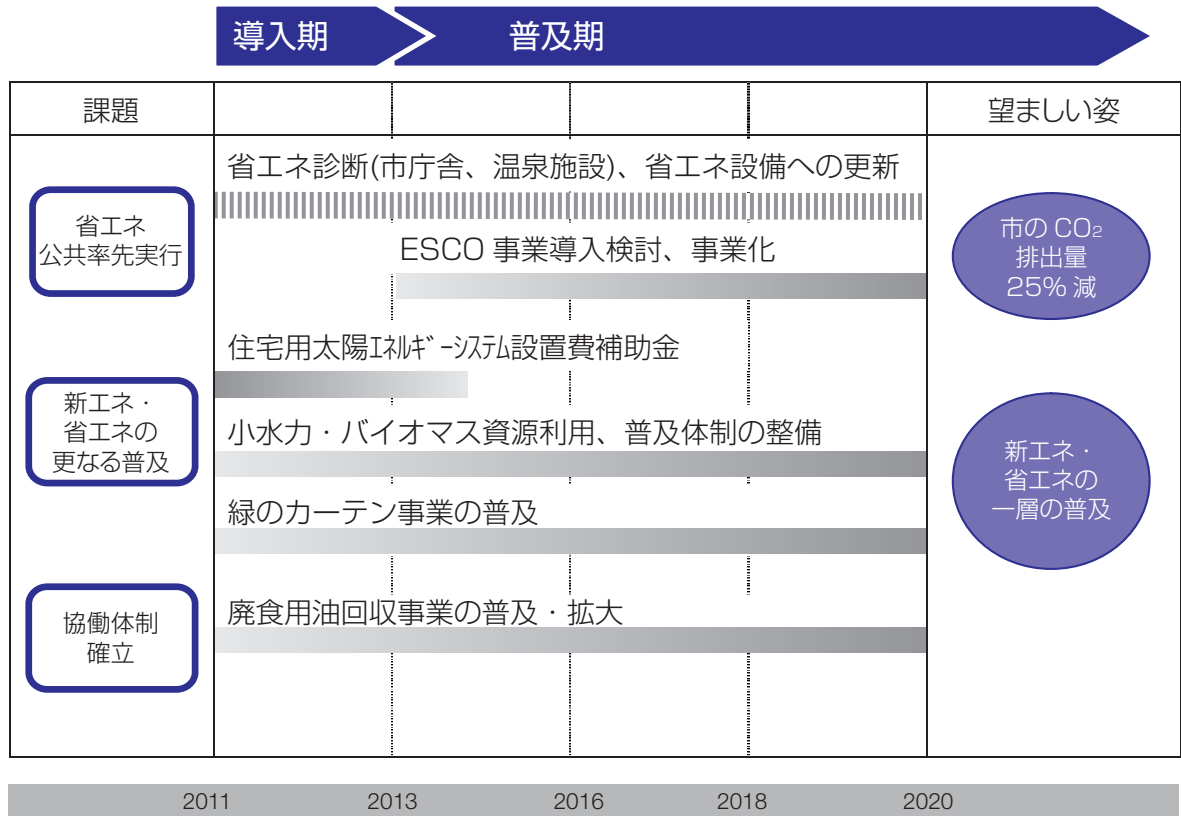 導入期
普及期
課題
望ましい姿
省エネ
公共率先実行
省エネ診断(市庁舎、温泉施設)、省エネ設備への更新
ESCO 事業導入検討、事業化
市の CO₂
排出量
25% 減
新エネ・
省エネの
更なる普及
住宅用太陽ｴﾈﾙｷﾞｰｼｽﾃﾑ設置費補助金
小水力・バイオマス資源利用、普及体制の整備
緑のカーテン事業の普及
新エネ・
省エネの
一層の普及
協働体制
確立
廃食用油回収事業の普及・拡大
2011 2013 2016 2018 2020